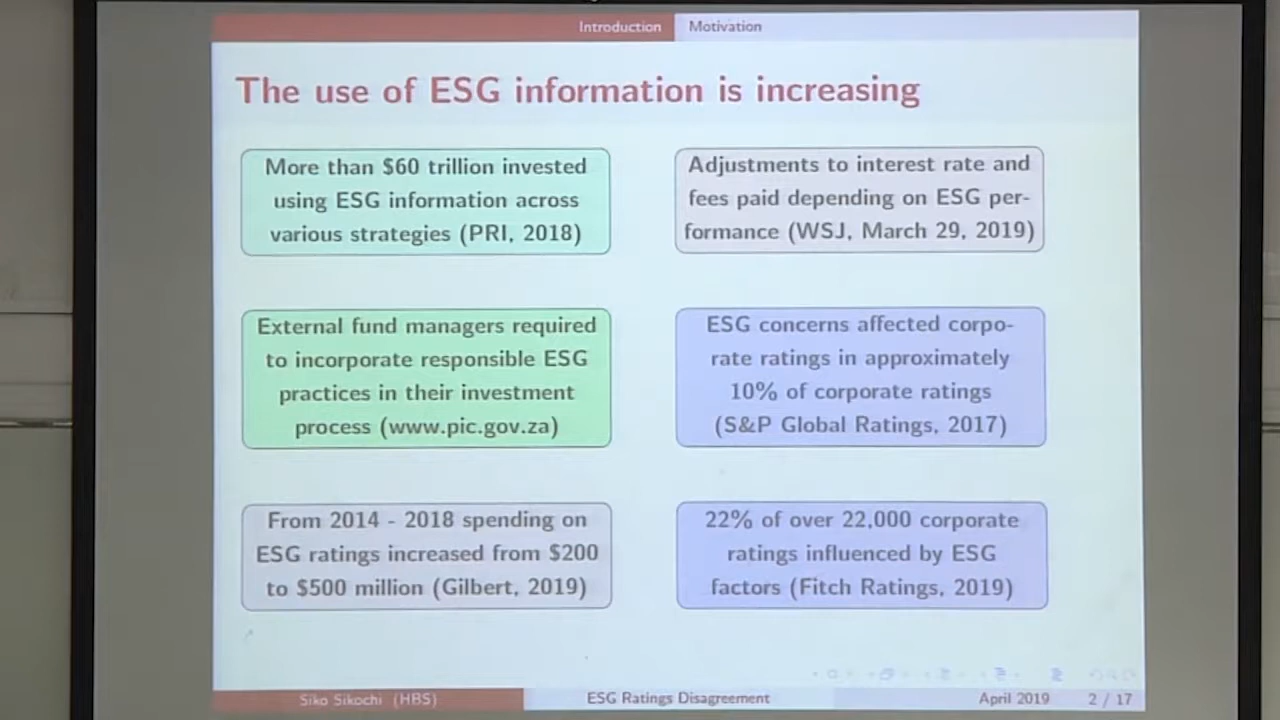 Introduction
Motivation
The use of ESG information is increasing
More than $60 trillion invested
using ESG information across
various strategies (PRI, 2018)
Adjustments to interest rate and
fees paid depending on ESG per-
formance (WSJ, March 29, 2019)
External fund managers required
to incorporate responsible ESG
practices in their investment
process (www.pic.gov.za)
ESG concerns affected corpo-
rate ratings in approximately
10% of corporate ratings
(S&P Global Ratings, 2017)
From 2014 - 2018 spending on
ESG ratings increased from $200
to $500 million (Gilbert, 2019)
22% of over 22,000 corporate
ratings influenced by ESG
factors (Fitch Ratings, 2019)
Siko Sikochi (HBS)
ESG Ratings Disagreement
April 2019
2 / 17